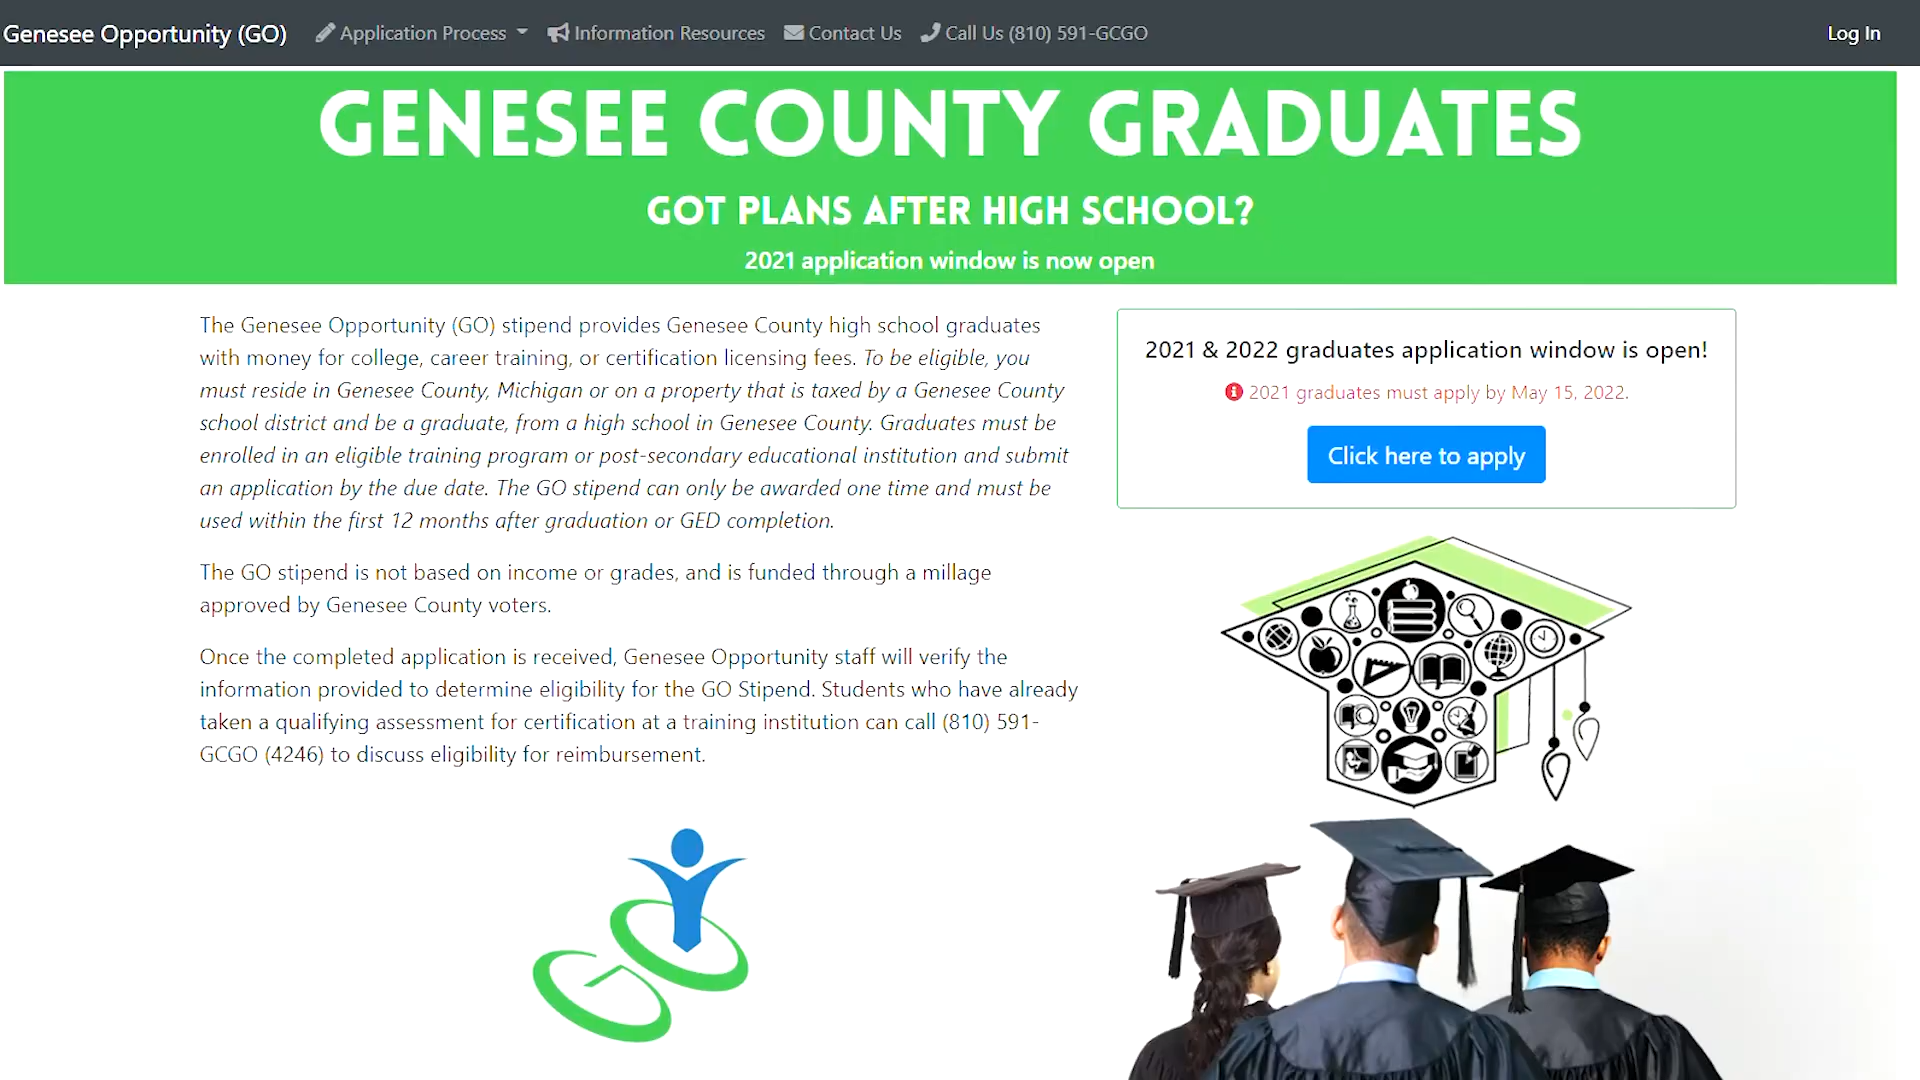 Genesee Opportunity (GO) Application Process Information Resources Contact Us Call Us (810) 591-GCGO Log In
GENESEE COUNTY GRADUATES
GOT PLANS AFTER HIGH SCHOOL?
2021 application window is now open
The Genesee Opportunity (GO) stipend provides Genesee County high school graduates
with money for college, career training, or certification licensing fees. To be eligible, you
must reside in Genesee County, Michigan or on a property that is taxed by a Genesee County
school district and be a graduate, from a high school in Genesee County. Graduates must be
enrolled in an eligible training program or post-secondary educational institution and submit
an application by the due date. The GO stipend can only be awarded one time and must be
used within the first 12 months after graduation or GED completion.
The GO stipend is not based on income or grades, and is funded through a millage
approved by Genesee County voters.
Once the completed application is received, Genesee Opportunity staff will verify the
information provided to determine eligibility for the GO Stipend. Students who have already
taken a qualifying assessment for certification at a training institution can call (810) 591-
GCGO (4246) to discuss eligibility for reimbursement.
2021 & 2022 graduates application window is open!
2021 graduates must apply by May 15, 2022.
Click here to apply